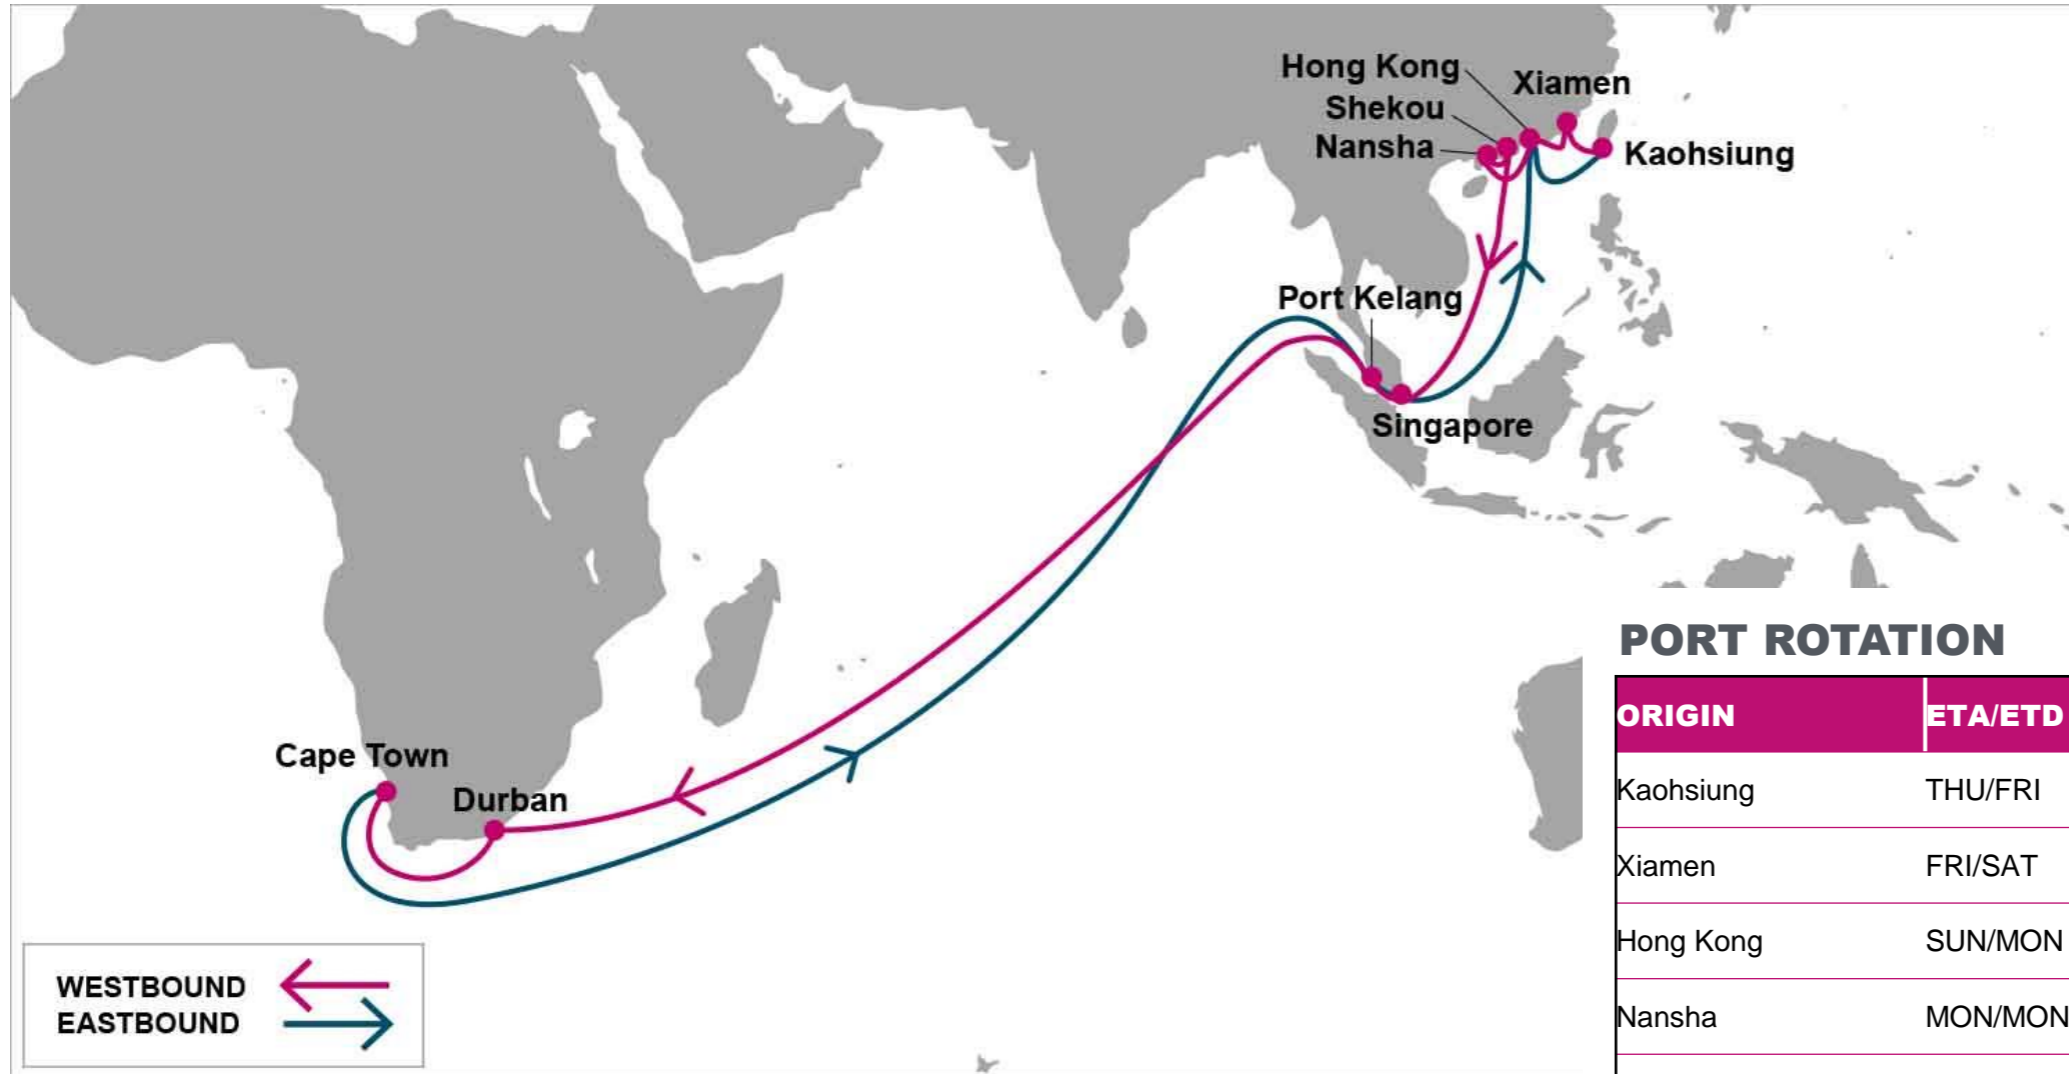 Hong Kong
Xiamen
Shekou
Nansha
Kaohsiung
Port Kelang
Singapore
Cape Town
Durban
WESTBOUND
EASTBOUND
PORT ROTATION
ORIGIN ETA/ETD
Kaohsiung THU/FRI
Xiamen FRI/SAT
Hong Kong SUN/MON
Nansha MON/MON